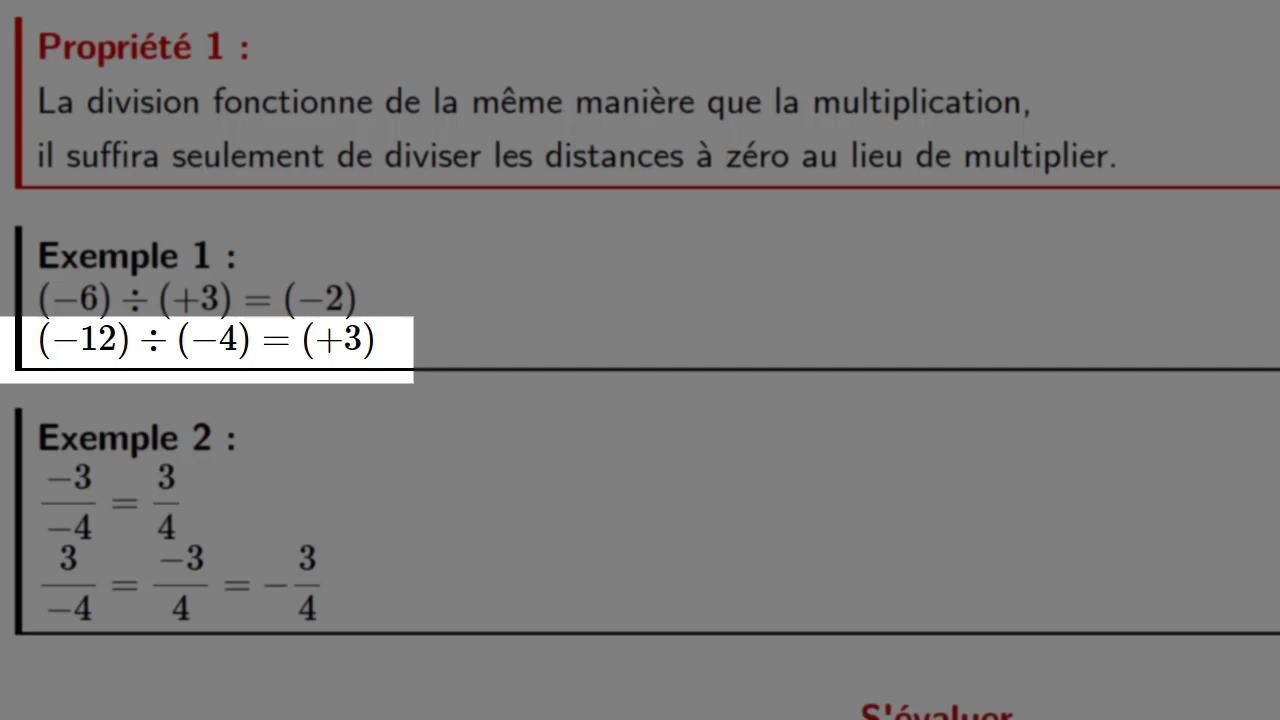 Propriété 1 :
La division fonctionne de la même manière que la multiplication,
il suffira seulement de diviser les distances à zéro au lieu de multiplier.
Exemple 1 :
(−6) ÷ (+3) = (−2)
(−12) ÷ (−4) = (+3)
Exemple 2 :
−3/−4 = 3/4
3/−4 = −3/4 = −3/4
S'évaluer